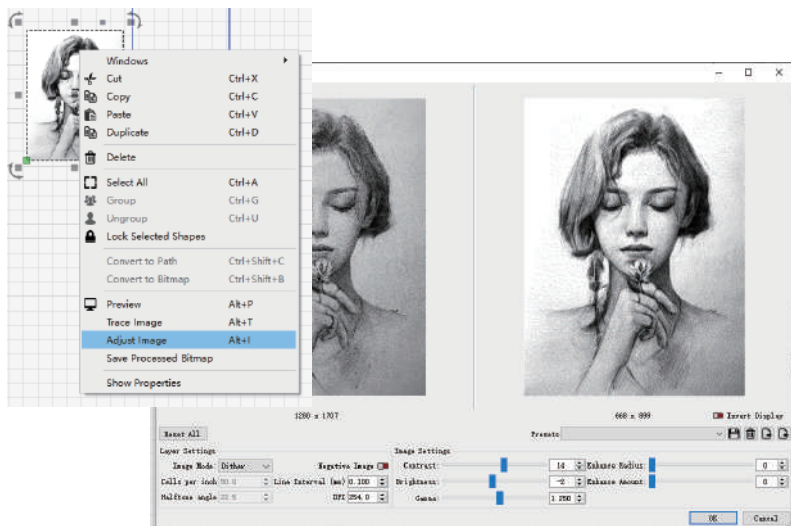 Windows
Cut Ctrl+X
Copy Ctrl+C
Paste Ctrl+V
Duplicate Ctrl+D
Delete
Select All Ctrl+A
Group Ctrl+G
Ungroup Ctrl+U
Lock Selected Shapes
Convert to Path Ctrl+Shift+C
Convert to Bitmap Ctrl+Shift+B
Preview Alt+P
Trace Image Alt+T
Adjust Image Alt+I
Save Processed Bitmap
Show Properties
1280 x 1707 668 x 899 Invert Display
Reset All Presets
Layer Settings Image Settings
Image Mode: Dither Negative Image Contrast: 14 Enhance Radius: 0
Cells per inch 50.8 Line Interval (mm) 0.100 Brightness: -2 Enhance Amount: 0
Halftone angle 22.5 DPI 254.0 Gamma: 1.250
OK Cancel